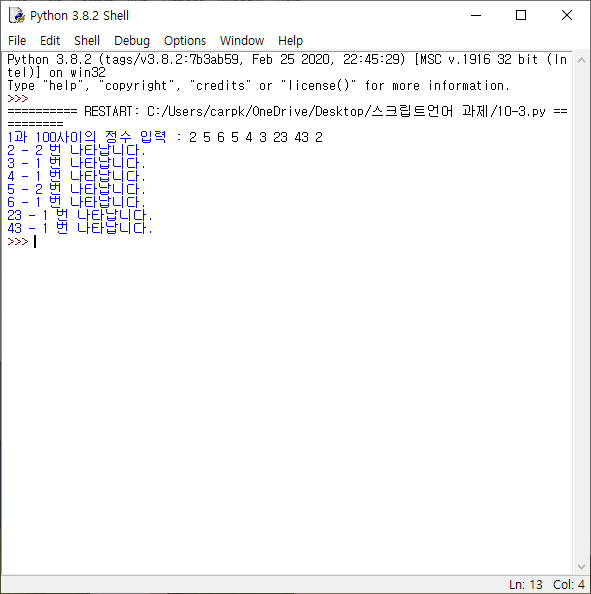 Python 3.8.2 Shell
File Edit Shell Debug Options Window Help
Python 3.8.2 (tags/v3.8.2:7b3ab59, Feb 25 2020, 22:45:29) [MSC v.1916 32 bit (In
tel)] on win32
Type "help", "copyright", "credits" or "license()" for more information.
>>>
========== RESTART: C:/Users/carpk/OneDrive/Desktop/스크립트언어 과제/10-3.py ==
========
1과 100사이의 정수 입력 : 2 5 6 5 4 3 23 43 2
2 - 2 번 나타납니다.
3 - 1 번 나타납니다.
4 - 1 번 나타납니다.
5 - 2 번 나타납니다.
6 - 1 번 나타납니다.
23 - 1 번 나타납니다.
43 - 1 번 나타납니다.
>>>
Ln: 13 Col: 4